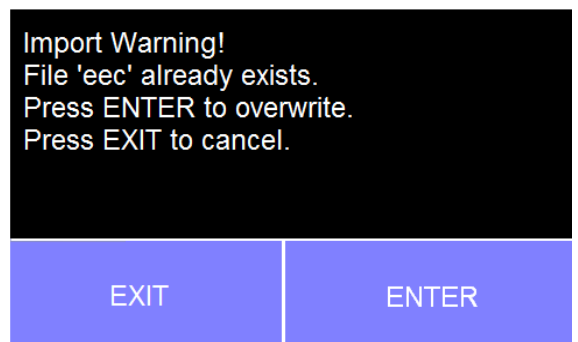 Import Warning!
File 'eec' already exists.
Press ENTER to overwrite.
Press EXIT to cancel.
EXIT
ENTER